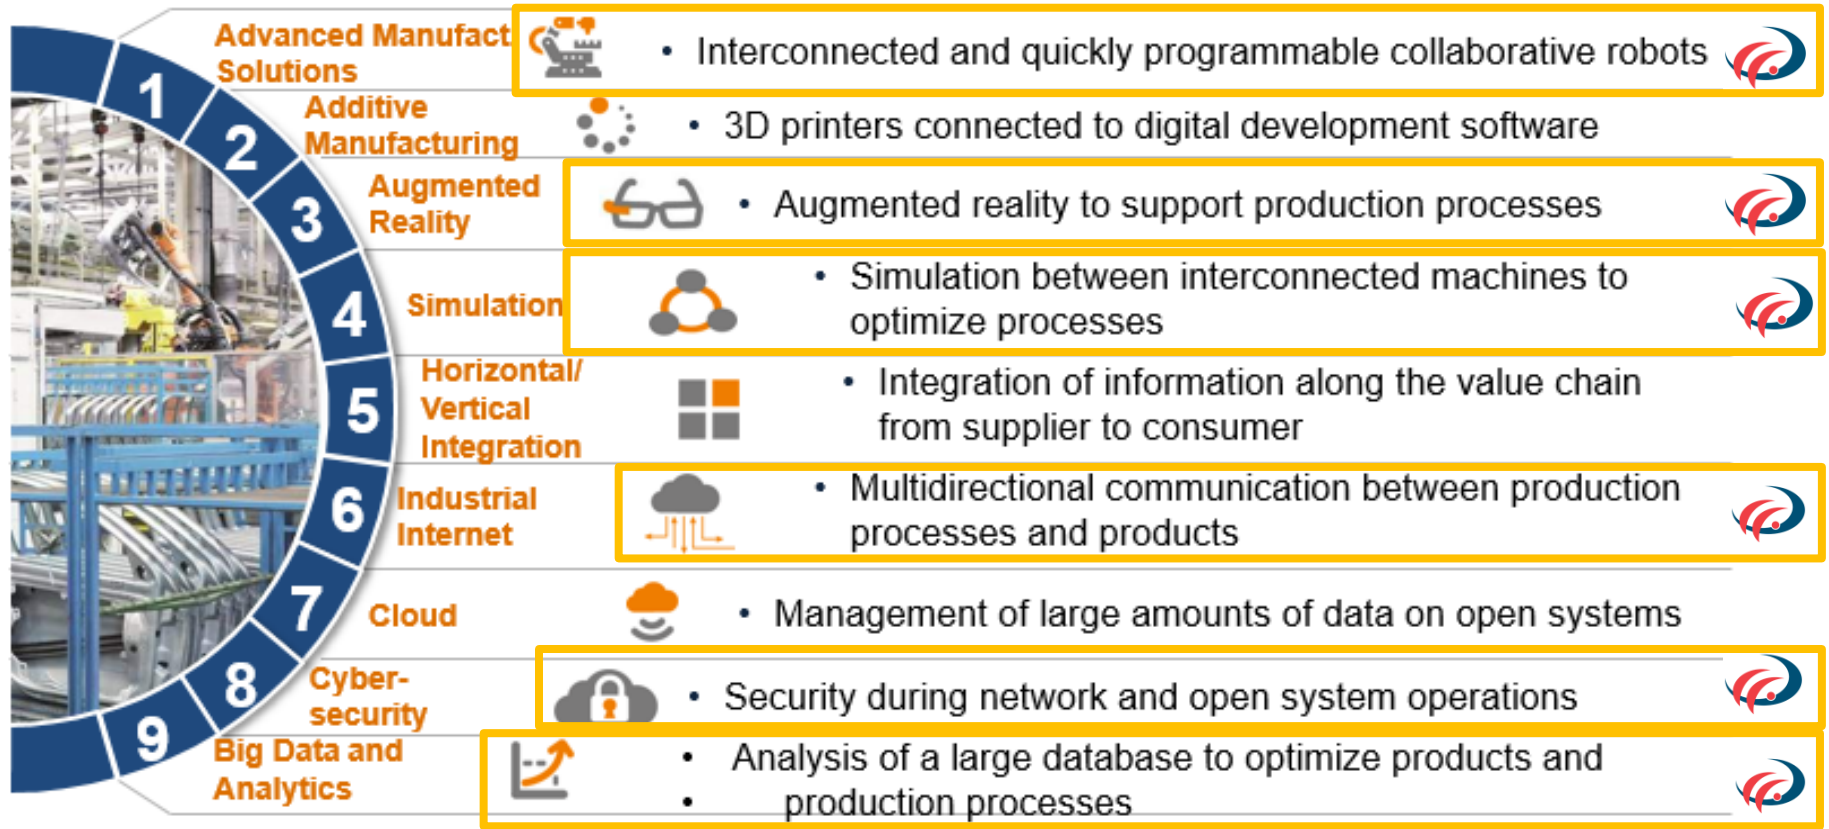 1
Advanced Manufact
Solutions
• Interconnected and quickly programmable collaborative robots
2
Additive
Manufacturing
• 3D printers connected to digital development software
3
Augmented
Reality
• Augmented reality to support production processes
4
Simulation
• Simulation between interconnected machines to
optimize processes
5
Horizontal/
Vertical
Integration
• Integration of information along the value chain
from supplier to consumer
6
Industrial
Internet
• Multidirectional communication between production
processes and products
7
Cloud
• Management of large amounts of data on open systems
8
Cyber-
security
• Security during network and open system operations
9
Big Data and
Analytics
• Analysis of a large database to optimize products and
• production processes